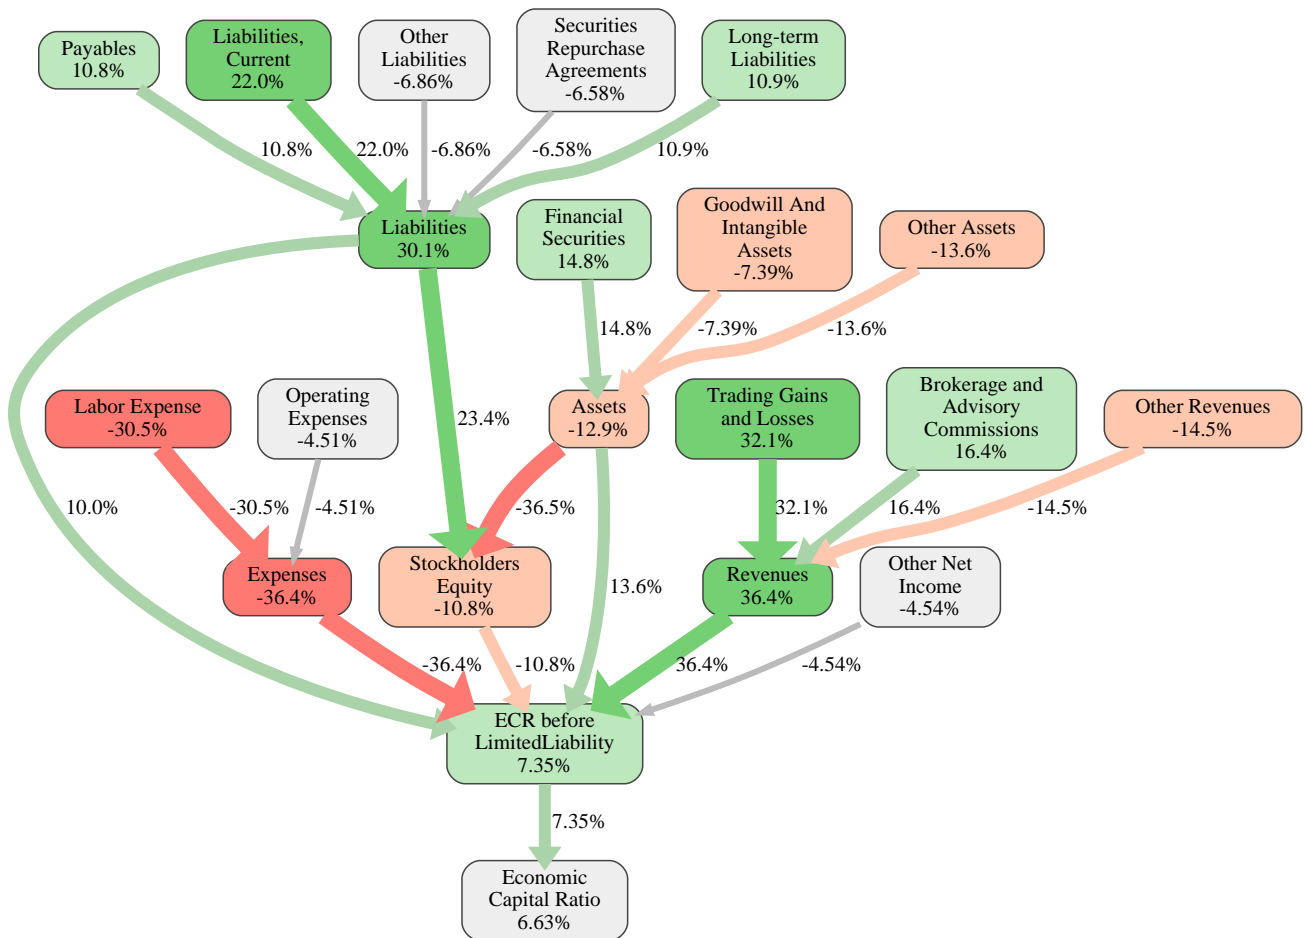 Payables
10.8%
Liabilities,
Current
22.0%
Other
Liabilities
-6.86%
Securities
Repurchase
Agreements
-6.58%
Long-term
Liabilities
10.9%
10.8%
22.0%
-6.86%
-6.58%
10.9%
Liabilities
30.1%
Financial
Securities
14.8%
Goodwill And
Intangible
Assets
-7.39%
Other Assets
-13.6%
14.8%
-7.39%
-13.6%
Labor Expense
-30.5%
Operating
Expenses
-4.51%
23.4%
Assets
-12.9%
Trading Gains
and Losses
32.1%
Brokerage and
Advisory
Commissions
16.4%
Other Revenues
-14.5%
10.0%
-30.5%
-4.51%
-36.5%
32.1%
16.4%
-14.5%
Expenses
-36.4%
Stockholders
Equity
-10.8%
13.6%
Revenues
36.4%
Other Net
Income
-4.54%
-36.4%
-10.8%
36.4%
-4.54%
ECR before
LimitedLiability
7.35%
7.35%
Economic
Capital Ratio
6.63%